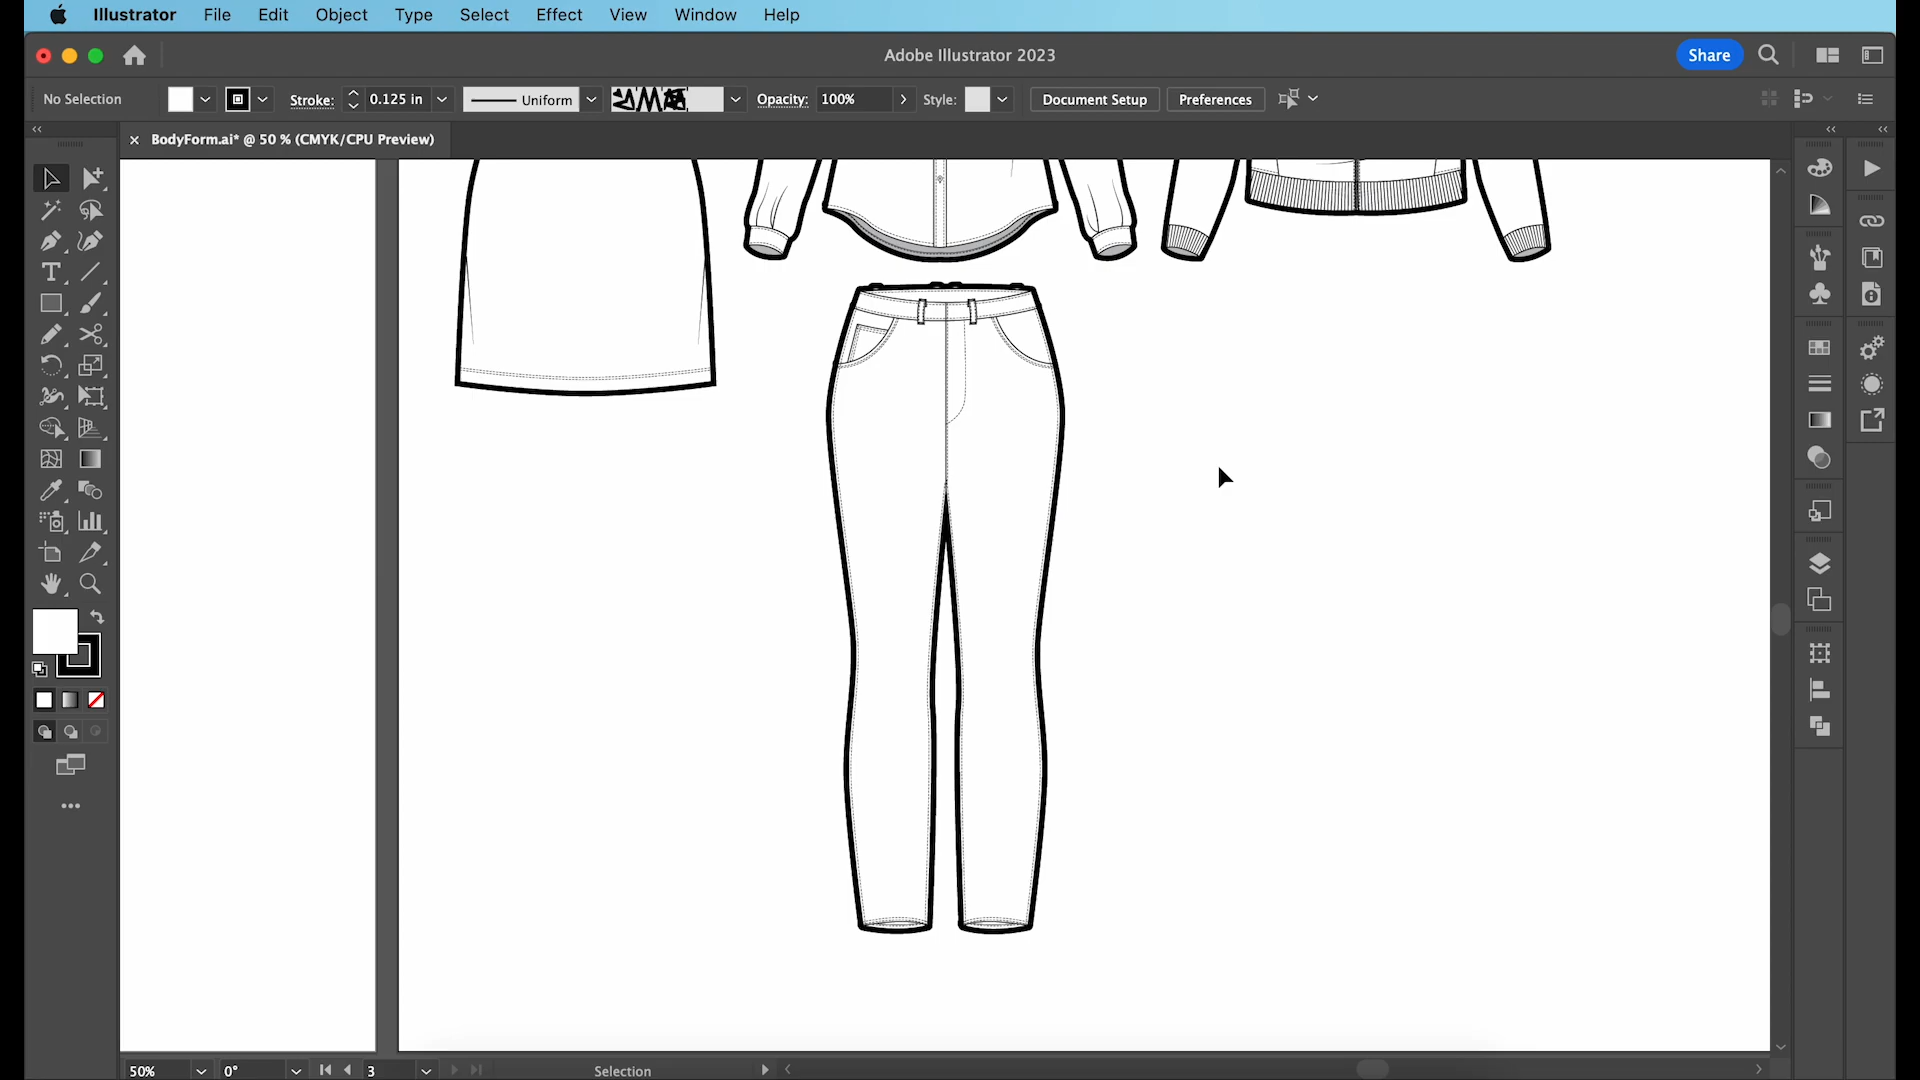 Illustrator File Edit Object Type Select Effect View Window Help
Adobe Illustrator 2023
Share
No Selection
Stroke: 0.125 in
Uniform
Opacity: 100%
Style:
Document Setup
Preferences
BodyForm.ai* @ 50 % (CMYK/CPU Preview)
50%
0°
3
Selection